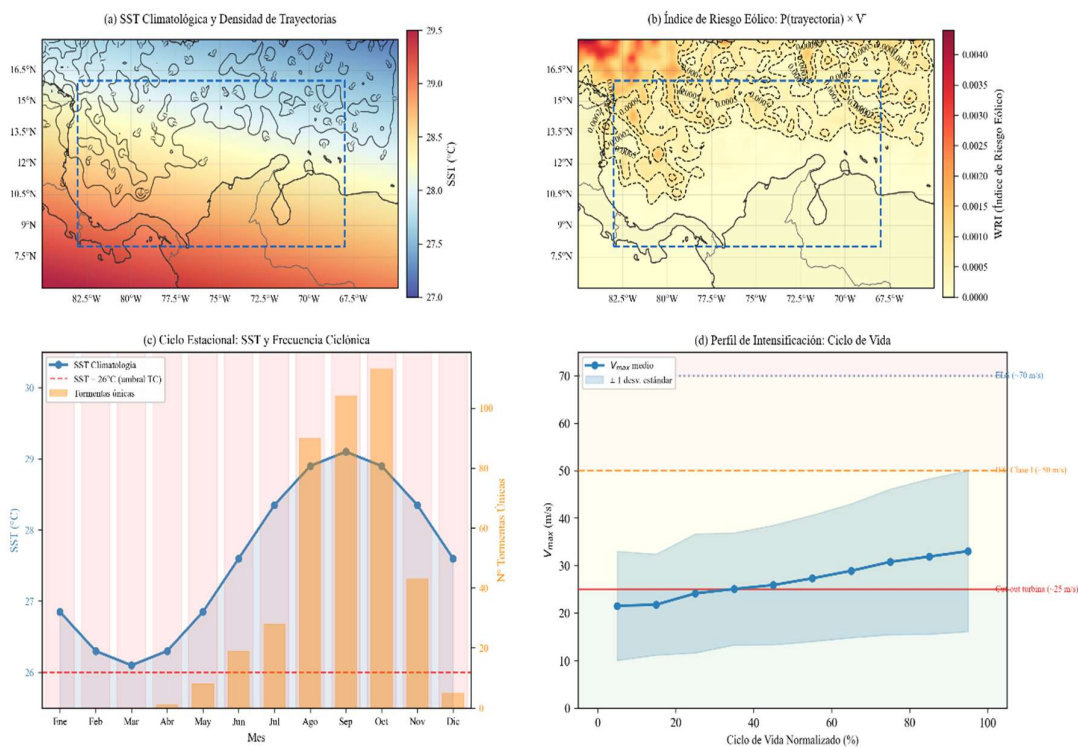 (a) SST Climatológica y Densidad de Trayectorias
16.5°N
15°N
13.5°N
12°N
10.5°N
9°N
7.5°N
82.5°W 80°W 77.5°W 75°W 72.5°W 70°W 67.5°W
29.5
29.0
28.5
28.0
27.5
27.0
SST (°C)
(b) Índice de Riesgo Eólico: P(trayectoria) × V
16.5°N
15°N
13.5°N
12°N
10.5°N
9°N
7.5°N
82.5°W 80°W 77.5°W 75°W 72.5°W 70°W 67.5°W
0.0040
0.0035
0.0030
0.0025
0.0020
0.0015
0.0010
0.0005
0.0000
WRI (Índice de Riesgo Eólico)
(c) Ciclo Estacional: SST y Frecuencia Ciclónica
SST Climatología
SST = 26°C (umbral TC)
Tormentas únicas
30
29
28
27
26
SST (°C)
100
80
60
40
20
0
N° Tormentas Únicas
Ene Feb Mar Abr May Jun Jul Ago Sep Oct Nov Dic
Mes
(d) Perfil de Intensificación: Ciclo de Vida
Vmax medio
± 1 desv. estándar
70
60
50
40
30
20
10
0
Vmax (m/s)
(~70 m/s)
Clase I (~50 m/s)
Cut-out turbina (~25 m/s)
0 20 40 60 80 100
Ciclo de Vida Normalizado (%)